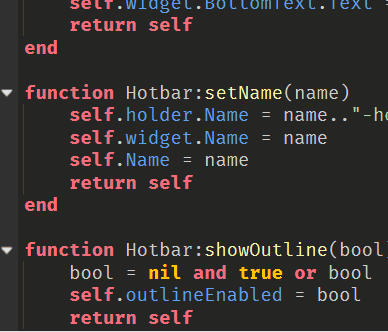 self.widget.BottomText.Text =
return self
end
function Hotbar:setName(name)
self.holder.Name = name.."-ho
self.widget.Name = name
self.Name = name
return self
end
function Hotbar:showOutline(bool)
bool = nil and true or bool
self.outlineEnabled = bool
return self